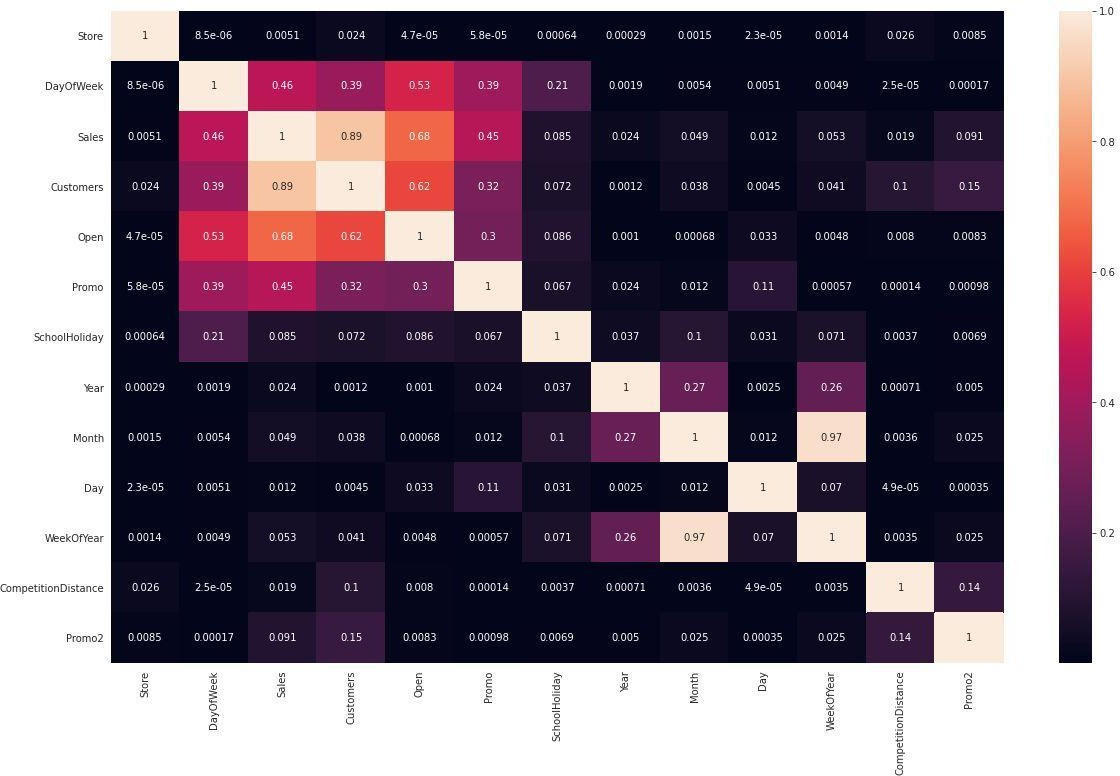 Store 1 8.5e-06 0.0051 0.024 4.7e-05 5.8e-05 0.00064 0.00029 0.0015 2.3e-05 0.0014 0.026 0.0085
DayOfWeek 8.5e-06 1 0.46 0.39 0.53 0.39 0.21 0.0019 0.0054 0.0051 0.0049 2.5e-05 0.00017
Sales 0.0051 0.46 1 0.89 0.68 0.45 0.085 0.024 0.049 0.012 0.053 0.019 0.091
Customers 0.024 0.39 0.89 1 0.62 0.32 0.072 0.0012 0.038 0.0045 0.041 0.1 0.15
Open 4.7e-05 0.53 0.68 0.62 1 0.3 0.086 0.001 0.00068 0.033 0.0048 0.008 0.0083
Promo 5.8e-05 0.39 0.45 0.32 0.3 1 0.067 0.024 0.012 0.11 0.00057 0.00014 0.00098
SchoolHoliday 0.00064 0.21 0.085 0.072 0.086 0.067 1 0.037 0.1 0.031 0.071 0.0037 0.0069
Year 0.00029 0.0019 0.024 0.0012 0.001 0.024 0.037 1 0.27 0.0025 0.26 0.00071 0.005
Month 0.0015 0.0054 0.049 0.038 0.00068 0.012 0.1 0.27 1 0.012 0.97 0.0036 0.025
Day 2.3e-05 0.0051 0.012 0.0045 0.033 0.11 0.031 0.0025 0.012 1 0.07 4.9e-05 0.00035
WeekOfYear 0.0014 0.0049 0.053 0.041 0.0048 0.00057 0.071 0.26 0.97 0.07 1 0.0035 0.025
CompetitionDistance 0.026 2.5e-05 0.019 0.1 0.008 0.00014 0.0037 0.00071 0.0036 4.9e-05 0.0035 1 0.14
Promo2 0.0085 0.00017 0.091 0.15 0.0083 0.00098 0.0069 0.005 0.025 0.00035 0.025 0.14 1
Store DayOfWeek Sales Customers Open Promo SchoolHoliday Year Month Day WeekOfYear CompetitionDistance Promo2
1.0
0.8
0.6
0.4
0.2